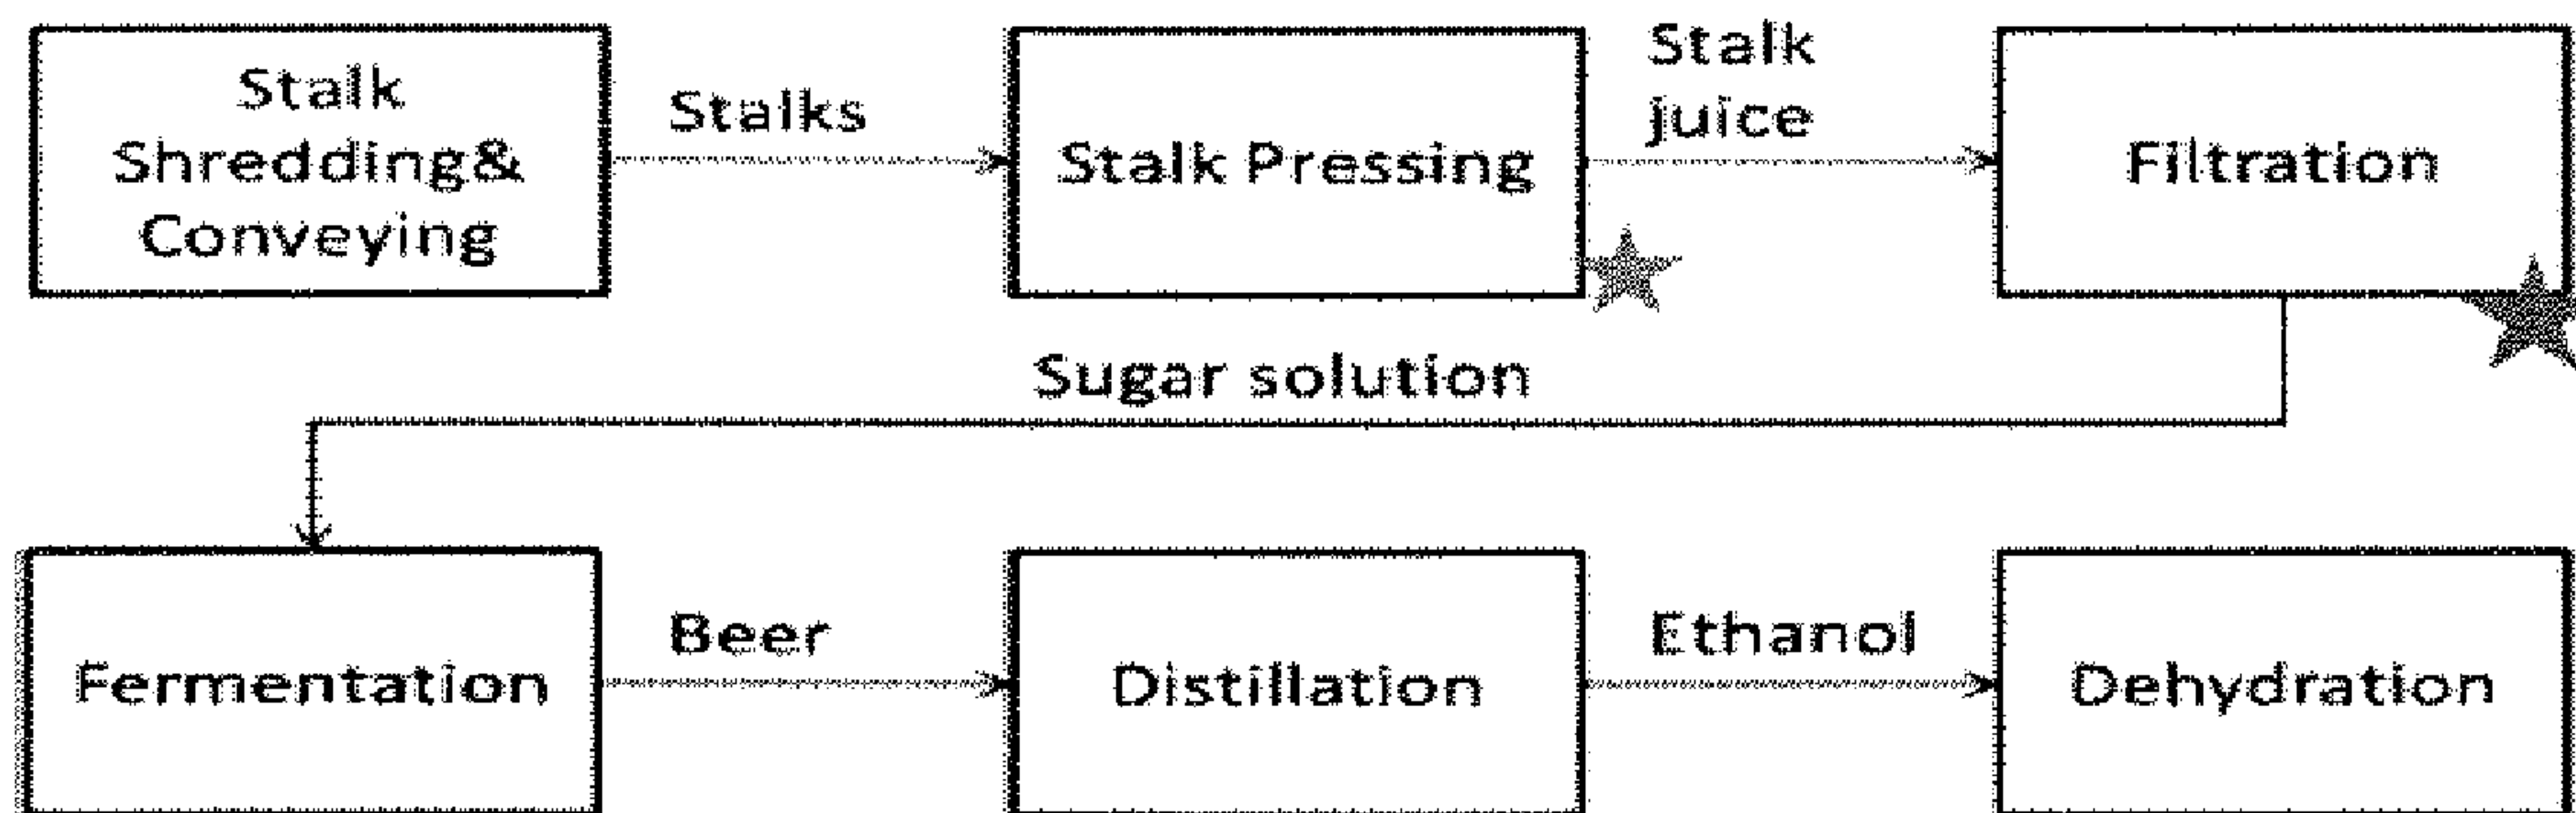 Stalk
Shredding&
Conveying
Stalks
Stalk Pressing
Stalk
juice
Filtration
Sugar solution
Fermentation
Beer
Distillation
Ethanol
Dehydration